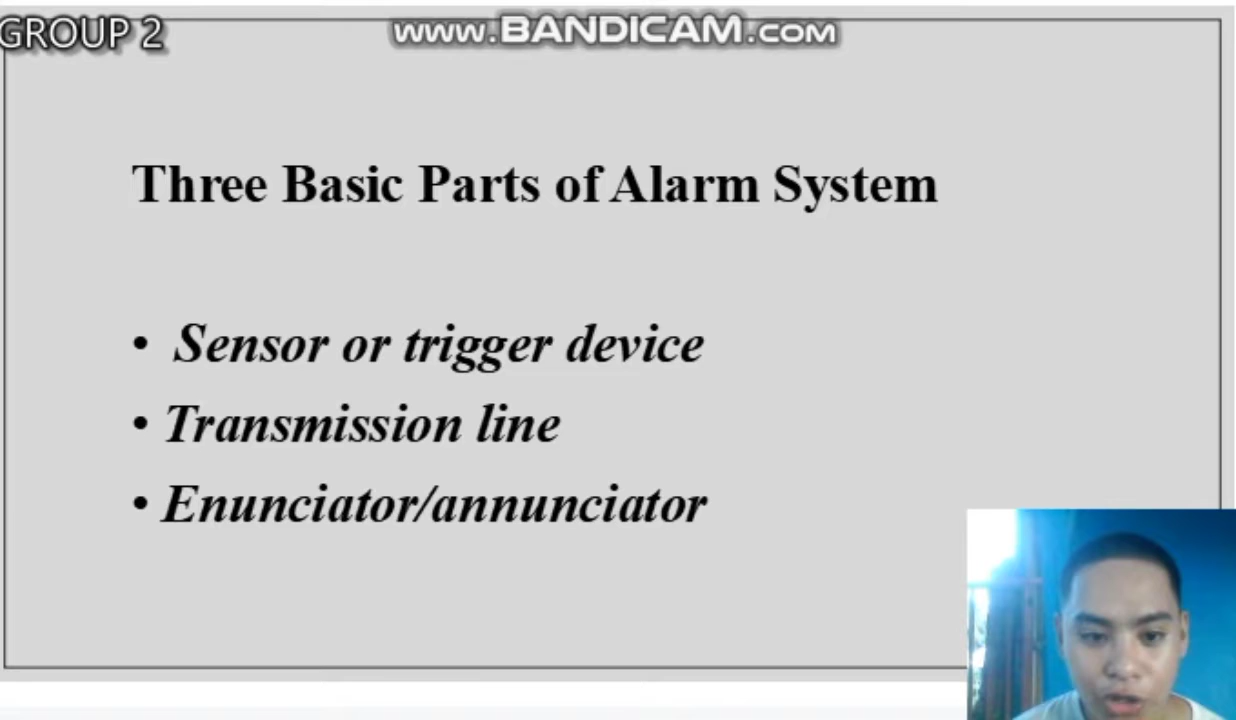 GROUP 2
www.BANDICAM.com
Three Basic Parts of Alarm System
• Sensor or trigger device
• Transmission line
• Enunciator/annunciator